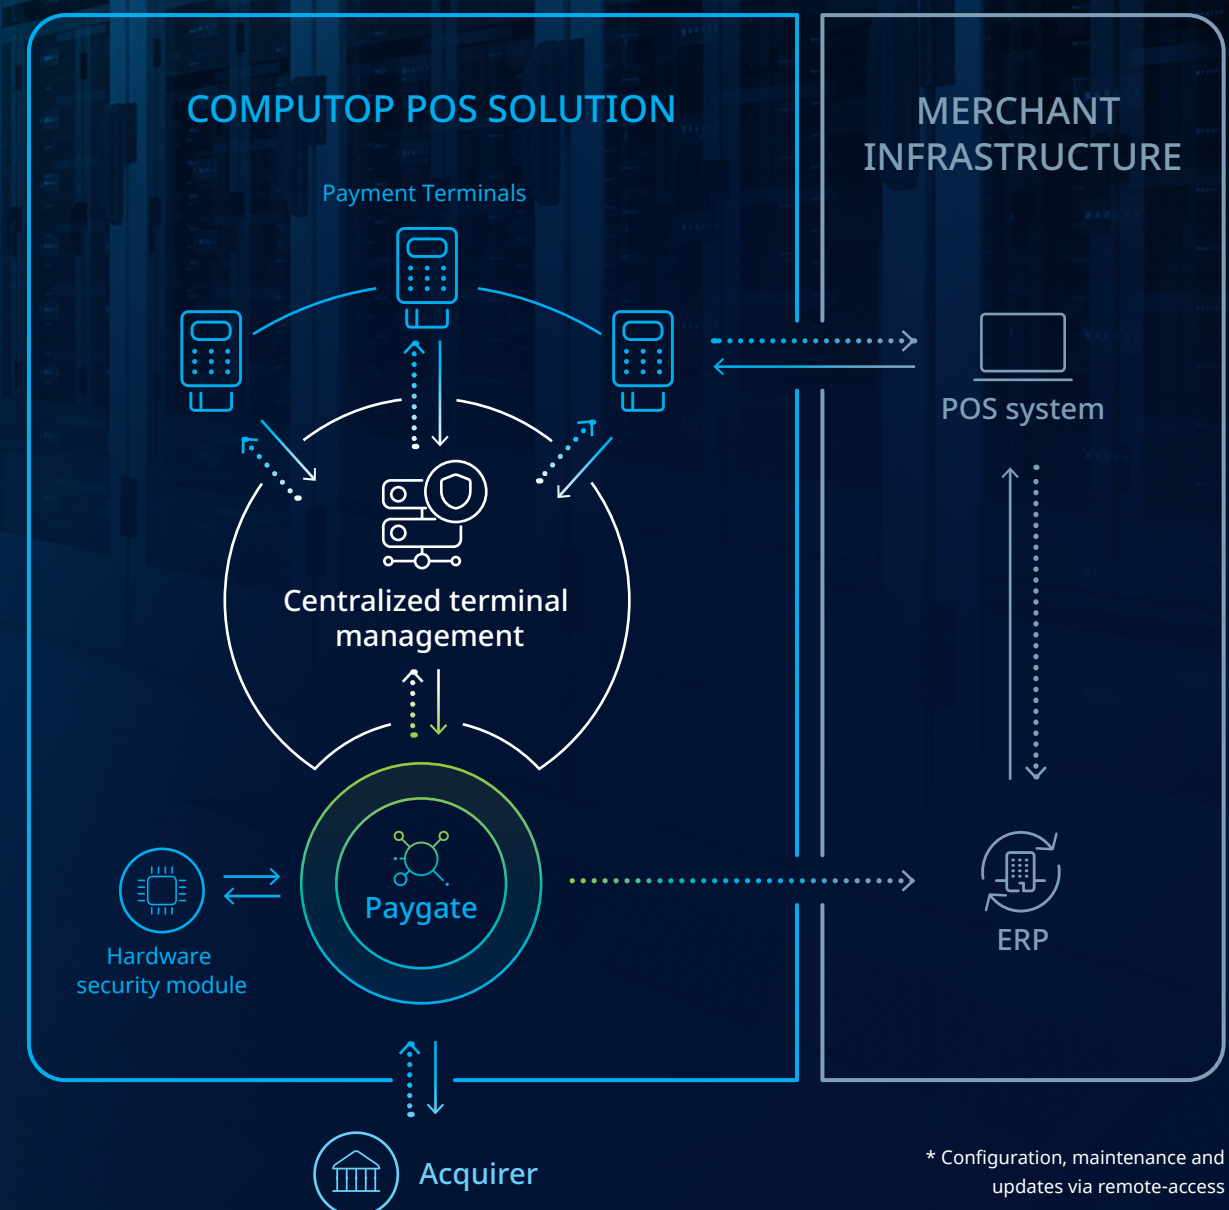 COMPUTOP POS SOLUTION
Payment Terminals
Centralized terminal
management
Paygate
Hardware
security module
Acquirer
MERCHANT
INFRASTRUCTURE
POS system
ERP
* Configuration, maintenance and
updates via remote-access